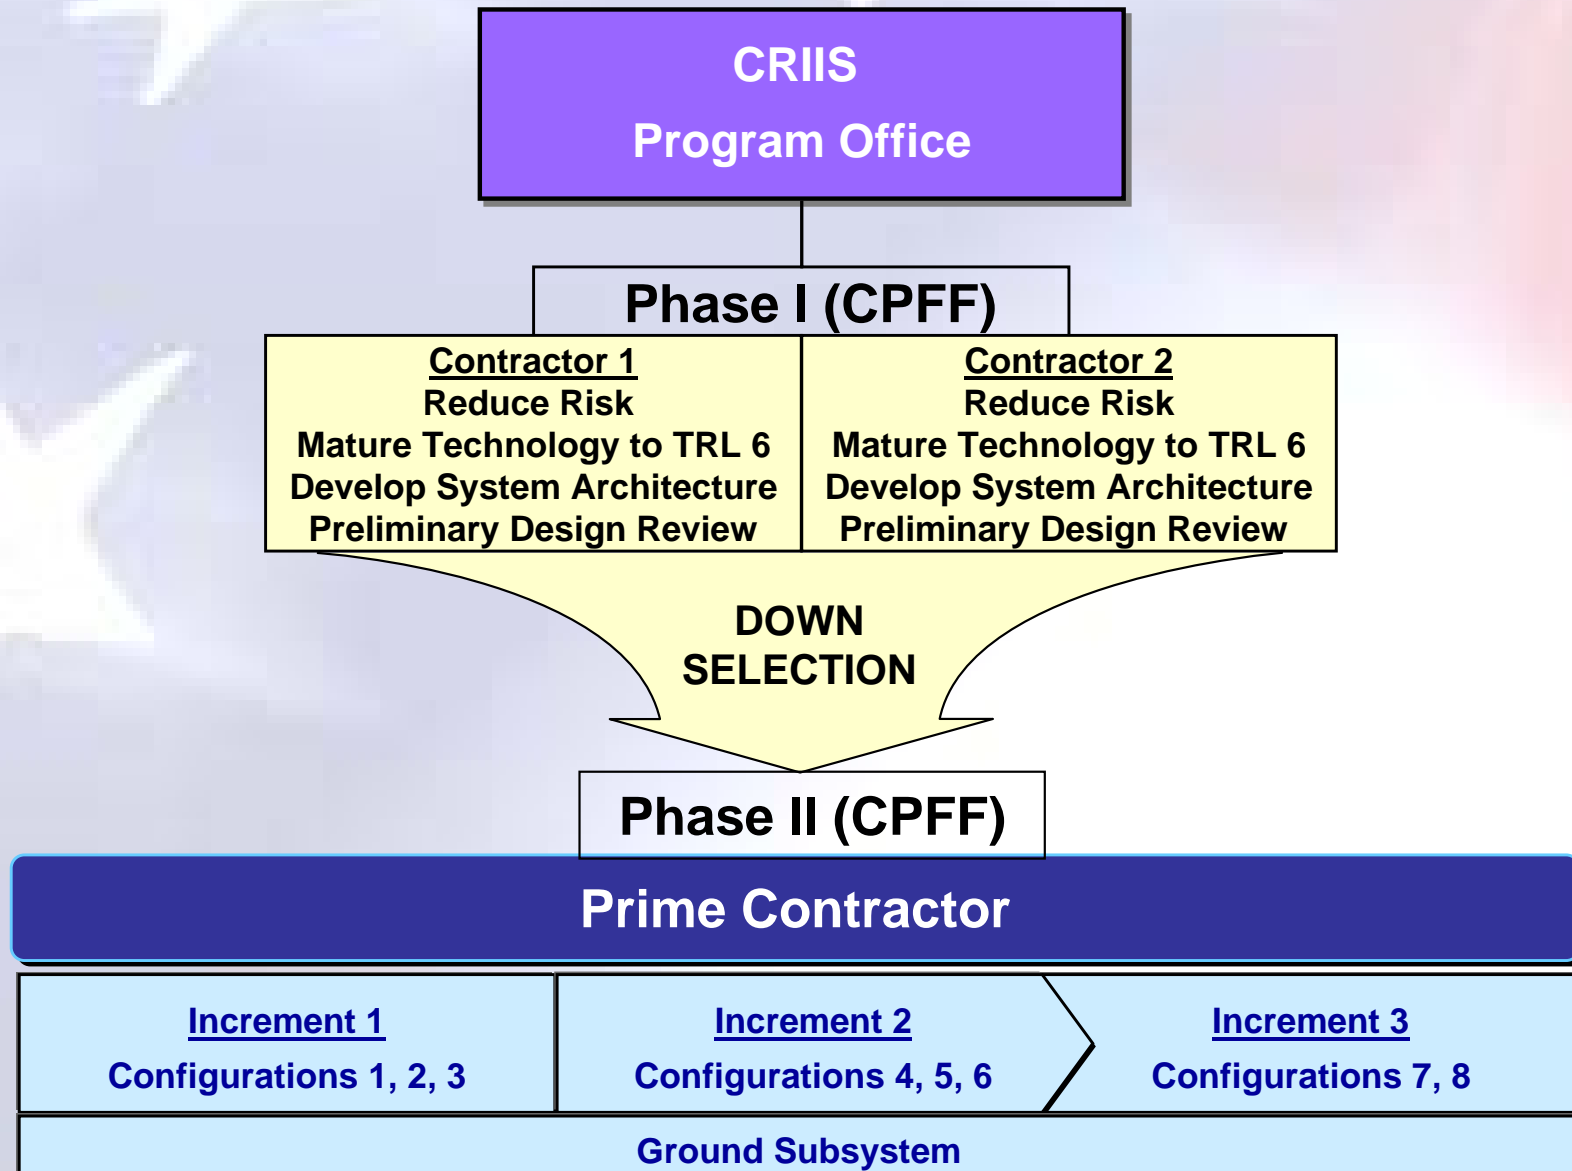 CRIIS
Program Office
Phase I (CPFF)
Contractor 1
Reduce Risk
Mature Technology to TRL 6
Develop System Architecture
Preliminary Design Review
Contractor 2
Reduce Risk
Mature Technology to TRL 6
Develop System Architecture
Preliminary Design Review
DOWN
SELECTION
Phase II (CPFF)
Prime Contractor
Increment 1
Configurations 1, 2, 3
Increment 2
Configurations 4, 5, 6
Increment 3
Configurations 7, 8
Ground Subsystem